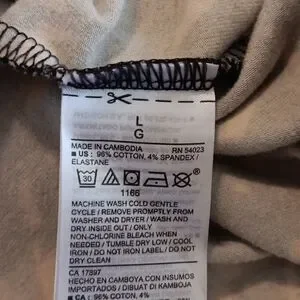 L
G
MADE IN CAMBODIA RN 54023
■ US : 96% COTTON, 4% SPANDEX /
ELASTANE
30
1166
MACHINE WASH COLD GENTLE
CYCLE / REMOVE PROMPTLY FROM
WASHER AND DRYER / WASH AND
DRY INSIDE OUT / ONLY
NON-CHLORINE BLEACH WHEN
NEEDED / TUMBLE DRY LOW / COOL
IRON / DO NOT IRON LABEL / DO NOT
DRY CLEAN
CA 17897
HECHO EN CAMBOYA CON INSUMOS
IMPORTADOS / DIBUAT DI KAMBOJA
■ CA : 96% COTTON, 4%